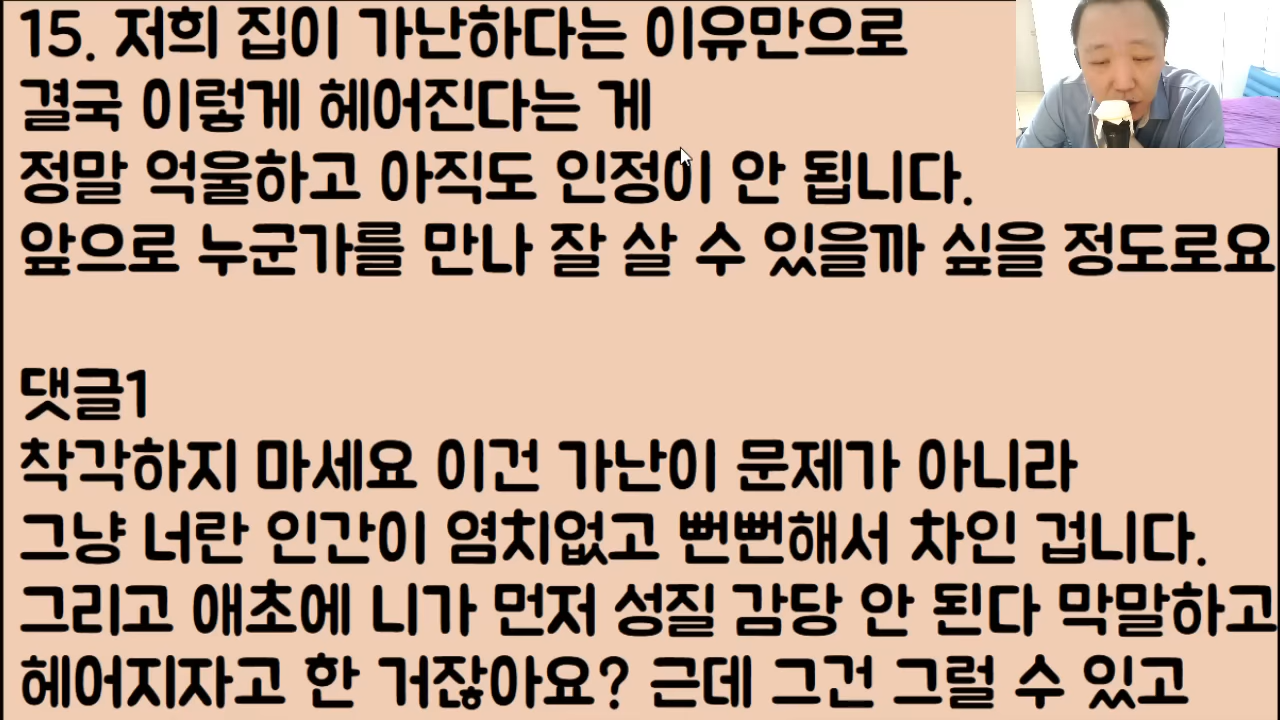 15. 저희 집이 가난하다는 이유만으로
결국 이렇게 헤어진다는 게
정말 억울하고 아직도 인정이 안 됩니다.
앞으로 누군가를 만나 잘 살 수 있을까 싶을 정도로요
댓글1
착각하지 마세요 이건 가난이 문제가 아니라
그냥 너란 인간이 염치없고 뻔뻔해서 차인 겁니다.
그리고 애초에 니가 먼저 성질 감당 안 된다 막말하고
헤어지자고 한 거잖아요? 근데 그건 그럴 수 있고